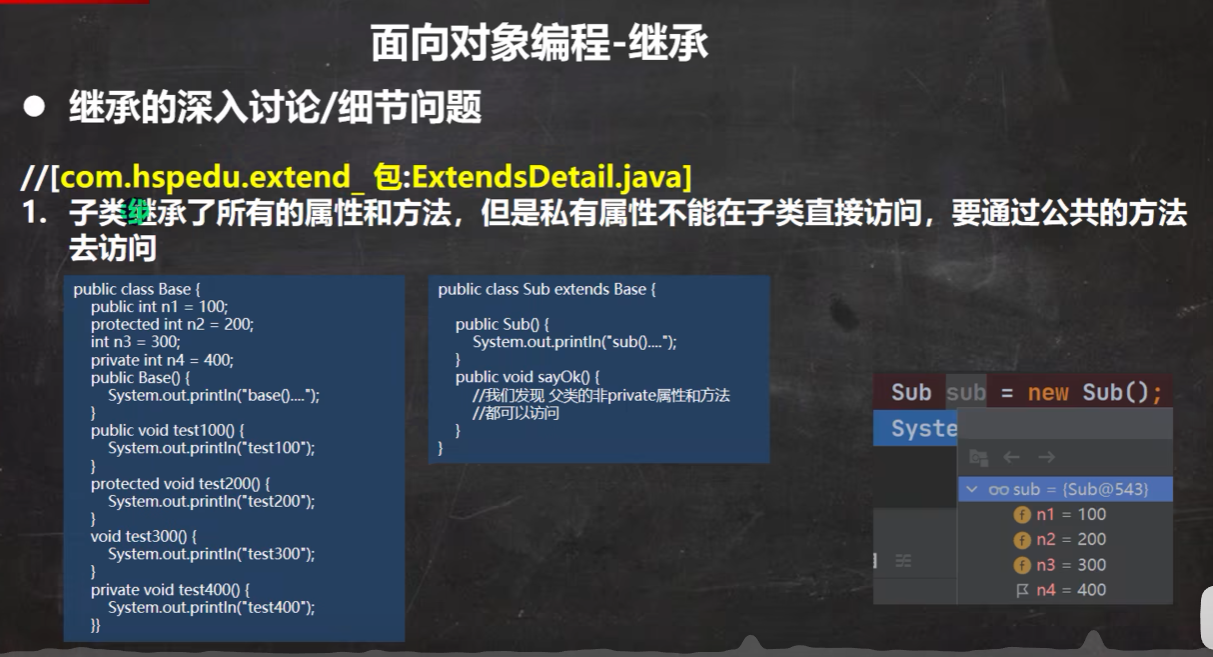 面向对象编程-继承
● 继承的深入讨论/细节问题
//[com.hspedu.extend_ 包:ExtendsDetail.java]
1. 子类继承了所有的属性和方法，但是私有属性不能在子类直接访问，要通过公共的方法
去访问
public class Base {
public int n1 = 100;
protected int n2 = 200;
int n3 = 300;
private int n4 = 400;
public Base() {
System.out.println("base()....");
}
public void test100() {
System.out.println("test100");
}
protected void test200() {
System.out.println("test200");
}
void test300() {
System.out.println("test300");
}
private void test400() {
System.out.println("test400");
}}
public class Sub extends Base {
public Sub() {
System.out.println("sub()....");
}
public void sayOk() {
//我们发现 父类的非private属性和方法
//都可以访问
}
}
Sub sub = new Sub();
Syste
sub = {Sub@543}
f n1 = 100
f n2 = 200
f n3 = 300
n4 = 400